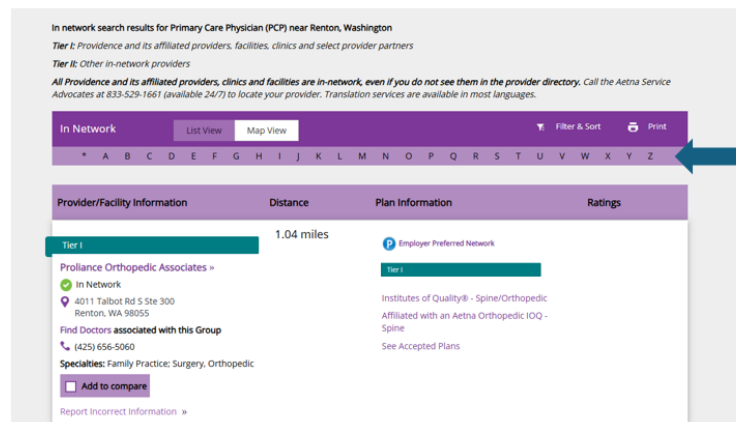 In network search results for Primary Care Physician (PCP) near Renton, Washington
Tier I: Providence and its affiliated providers, facilities, clinics and select provider partners
Tier II: Other in-network providers
All Providence and its affiliated providers, clinics and facilities are in-network, even if you do not see them in the provider directory. Call the Aetna Service
Advocates at 833-529-1661 (available 24/7) to locate your provider. Translation services are available in most languages.
In Network List View Map View Filter & Sort Print
* A B C D E F G H I J K L M N O P Q R S T U V W X Y Z
Provider/Facility Information Distance Plan Information Ratings
Tier I
1.04 miles
Proliance Orthopedic Associates »
In Network
4011 Talbot Rd S Ste 300
Renton, WA 98055
Find Doctors associated with this Group
(425) 656-5060
Specialties: Family Practice; Surgery, Orthopedic
Add to compare
Report Incorrect Information »
P Employer Preferred Network
Tier I
Institutes of Quality® - Spine/Orthopedic
Affiliated with an Aetna Orthopedic IOQ -
Spine
See Accepted Plans